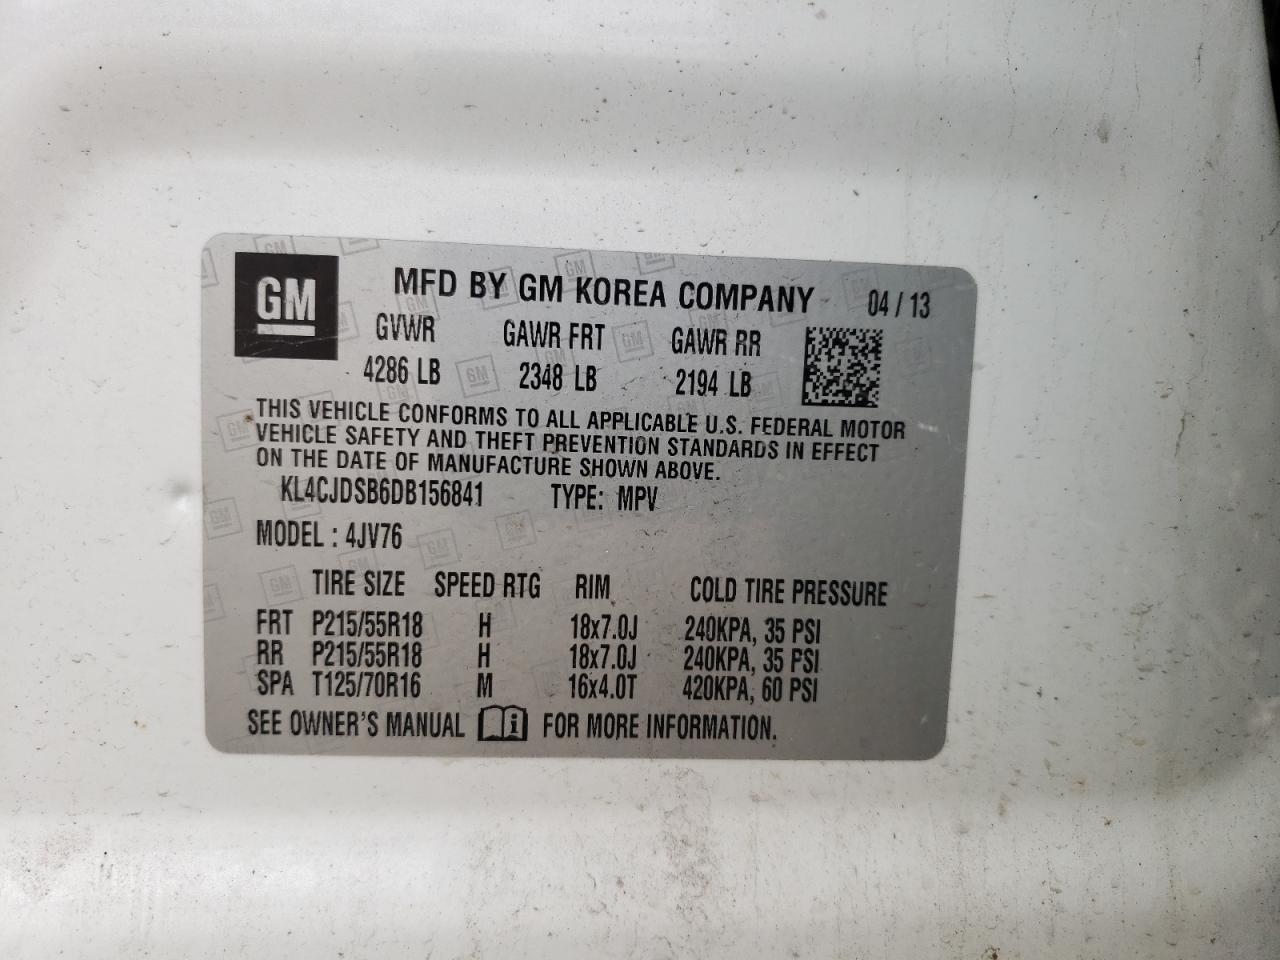 GM
MFD BY GM KOREA COMPANY 04 / 13
GVWR GAWR FRT GAWR RR
4286 LB 2348 LB 2194 LB
THIS VEHICLE CONFORMS TO ALL APPLICABLE U.S. FEDERAL MOTOR
VEHICLE SAFETY AND THEFT PREVENTION STANDARDS IN EFFECT
ON THE DATE OF MANUFACTURE SHOWN ABOVE.
KL4CJDSB6DB156841 TYPE: MPV
MODEL : 4JV76
TIRE SIZE SPEED RTG RIM COLD TIRE PRESSURE
FRT P215/55R18 H 18x7.0J 240KPA, 35 PSI
RR P215/55R18 H 18x7.0J 240KPA, 35 PSI
SPA T125/70R16 M 16x4.0T 420KPA, 60 PSI
SEE OWNER'S MANUAL i FOR MORE INFORMATION.